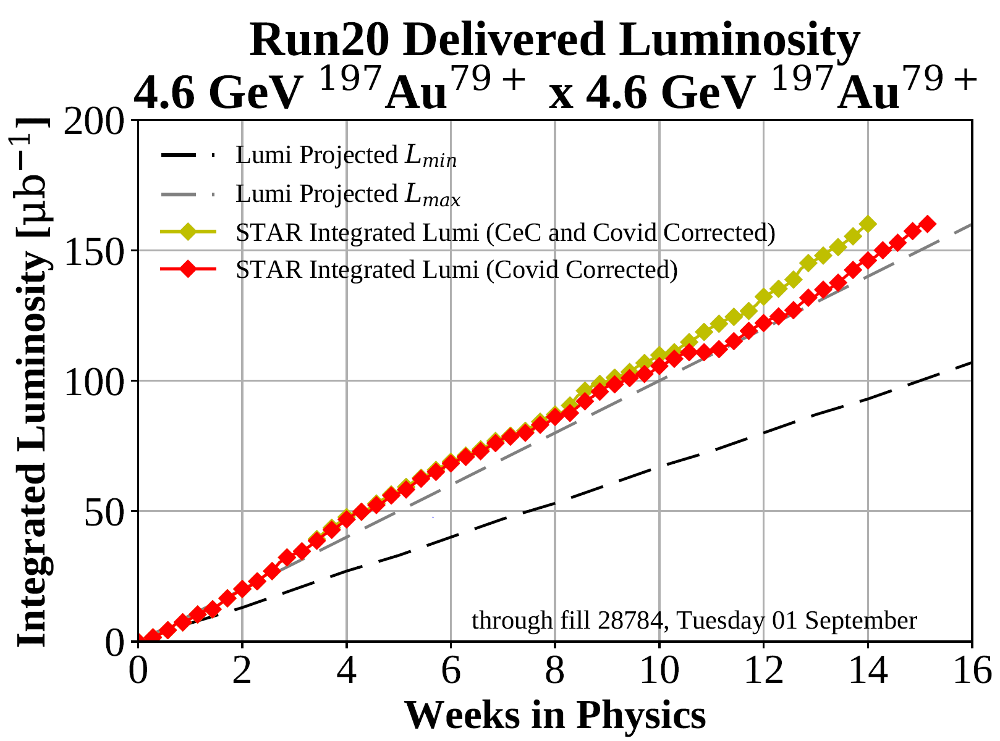 Run20 Delivered Luminosity
4.6 GeV ¹⁹⁷Au⁷⁹⁺ x 4.6 GeV ¹⁹⁷Au⁷⁹⁺
Integrated Luminosity [μb⁻¹]
200
150
100
50
0
Lumi Projected L_min
Lumi Projected L_max
STAR Integrated Lumi (CeC and Covid Corrected)
STAR Integrated Lumi (Covid Corrected)
through fill 28784, Tuesday 01 September
0 2 4 6 8 10 12 14 16
Weeks in Physics